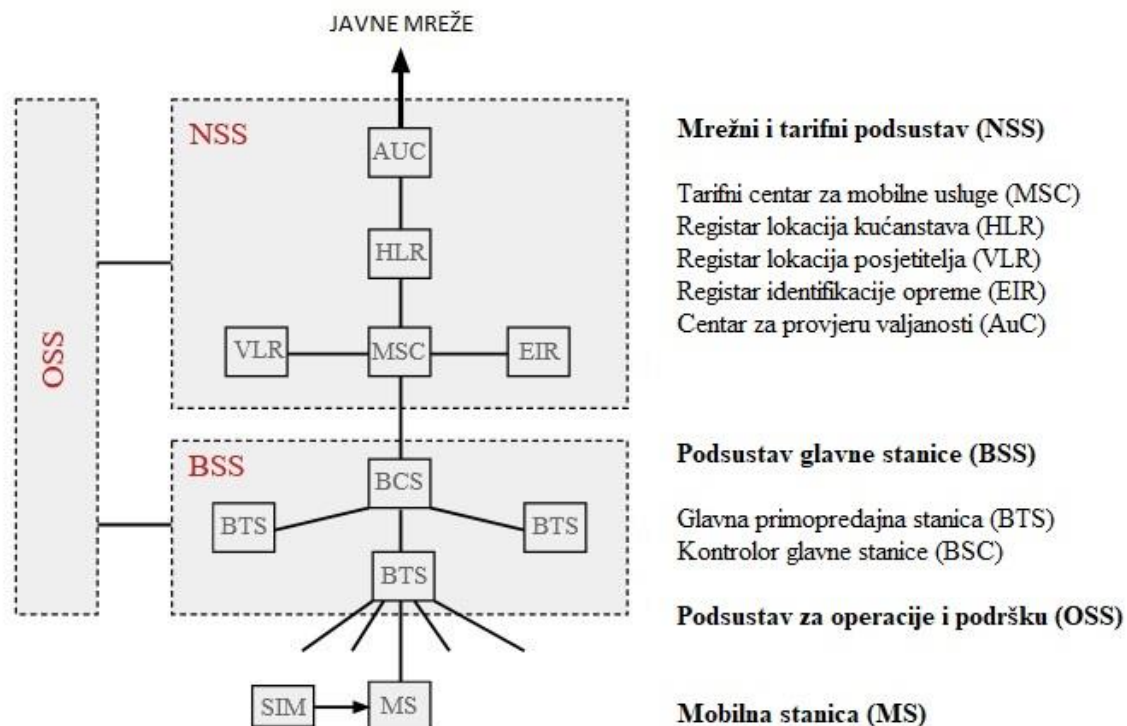 JAVNE MREŽE
NSS
AUC
HLR
VLR
MSC
EIR
OSS
BSS
BCS
BTS
BTS
BTS
SIM
MS
Mrežni i tarifni podsustav (NSS)
Tarifni centar za mobilne usluge (MSC)
Registar lokacija kućanstava (HLR)
Registar lokacija posjetitelja (VLR)
Registar identifikacije opreme (EIR)
Centar za provjeru valjanosti (AuC)
Podsustav glavne stanice (BSS)
Glavna primopredajna stanica (BTS)
Kontrolor glavne stanice (BSC)
Podsustav za operacije i podršku (OSS)
Mobilna stanica (MS)